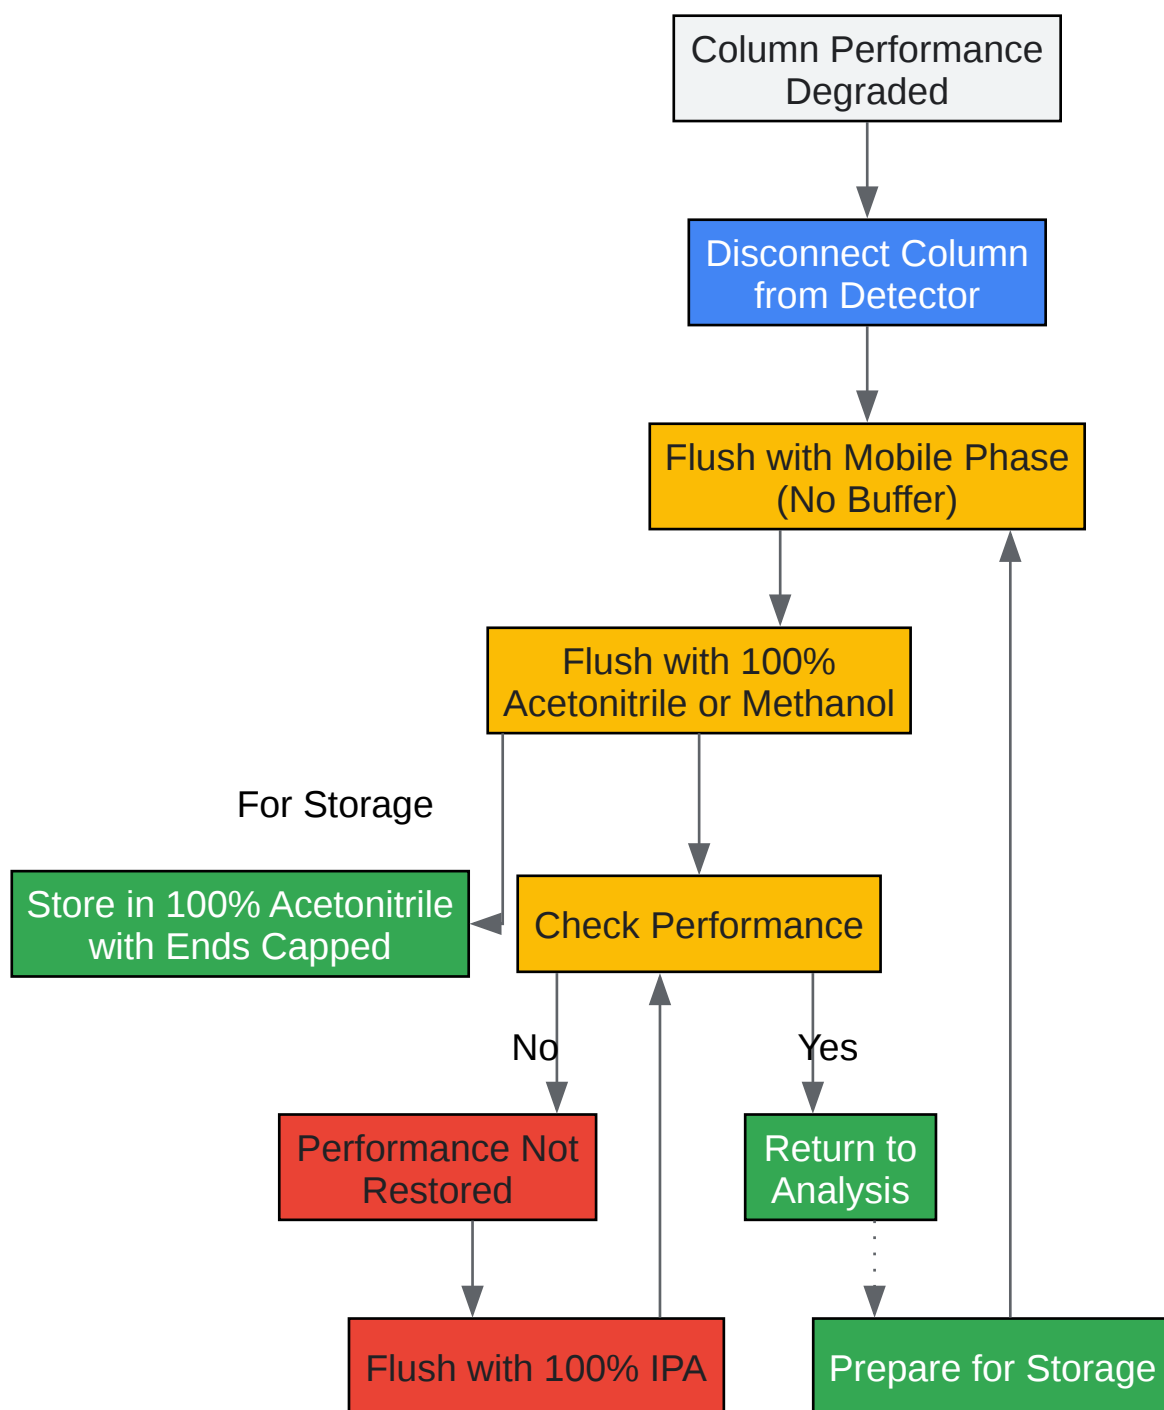 Column Performance
Degraded
Disconnect Column
from Detector
Flush with Mobile Phase
(No Buffer)
Flush with 100%
Acetonitrile or Methanol
For Storage
Store in 100% Acetonitrile
with Ends Capped
Check Performance
No
Yes
Performance Not
Restored
Return to
Analysis
Flush with 100% IPA
Prepare for Storage